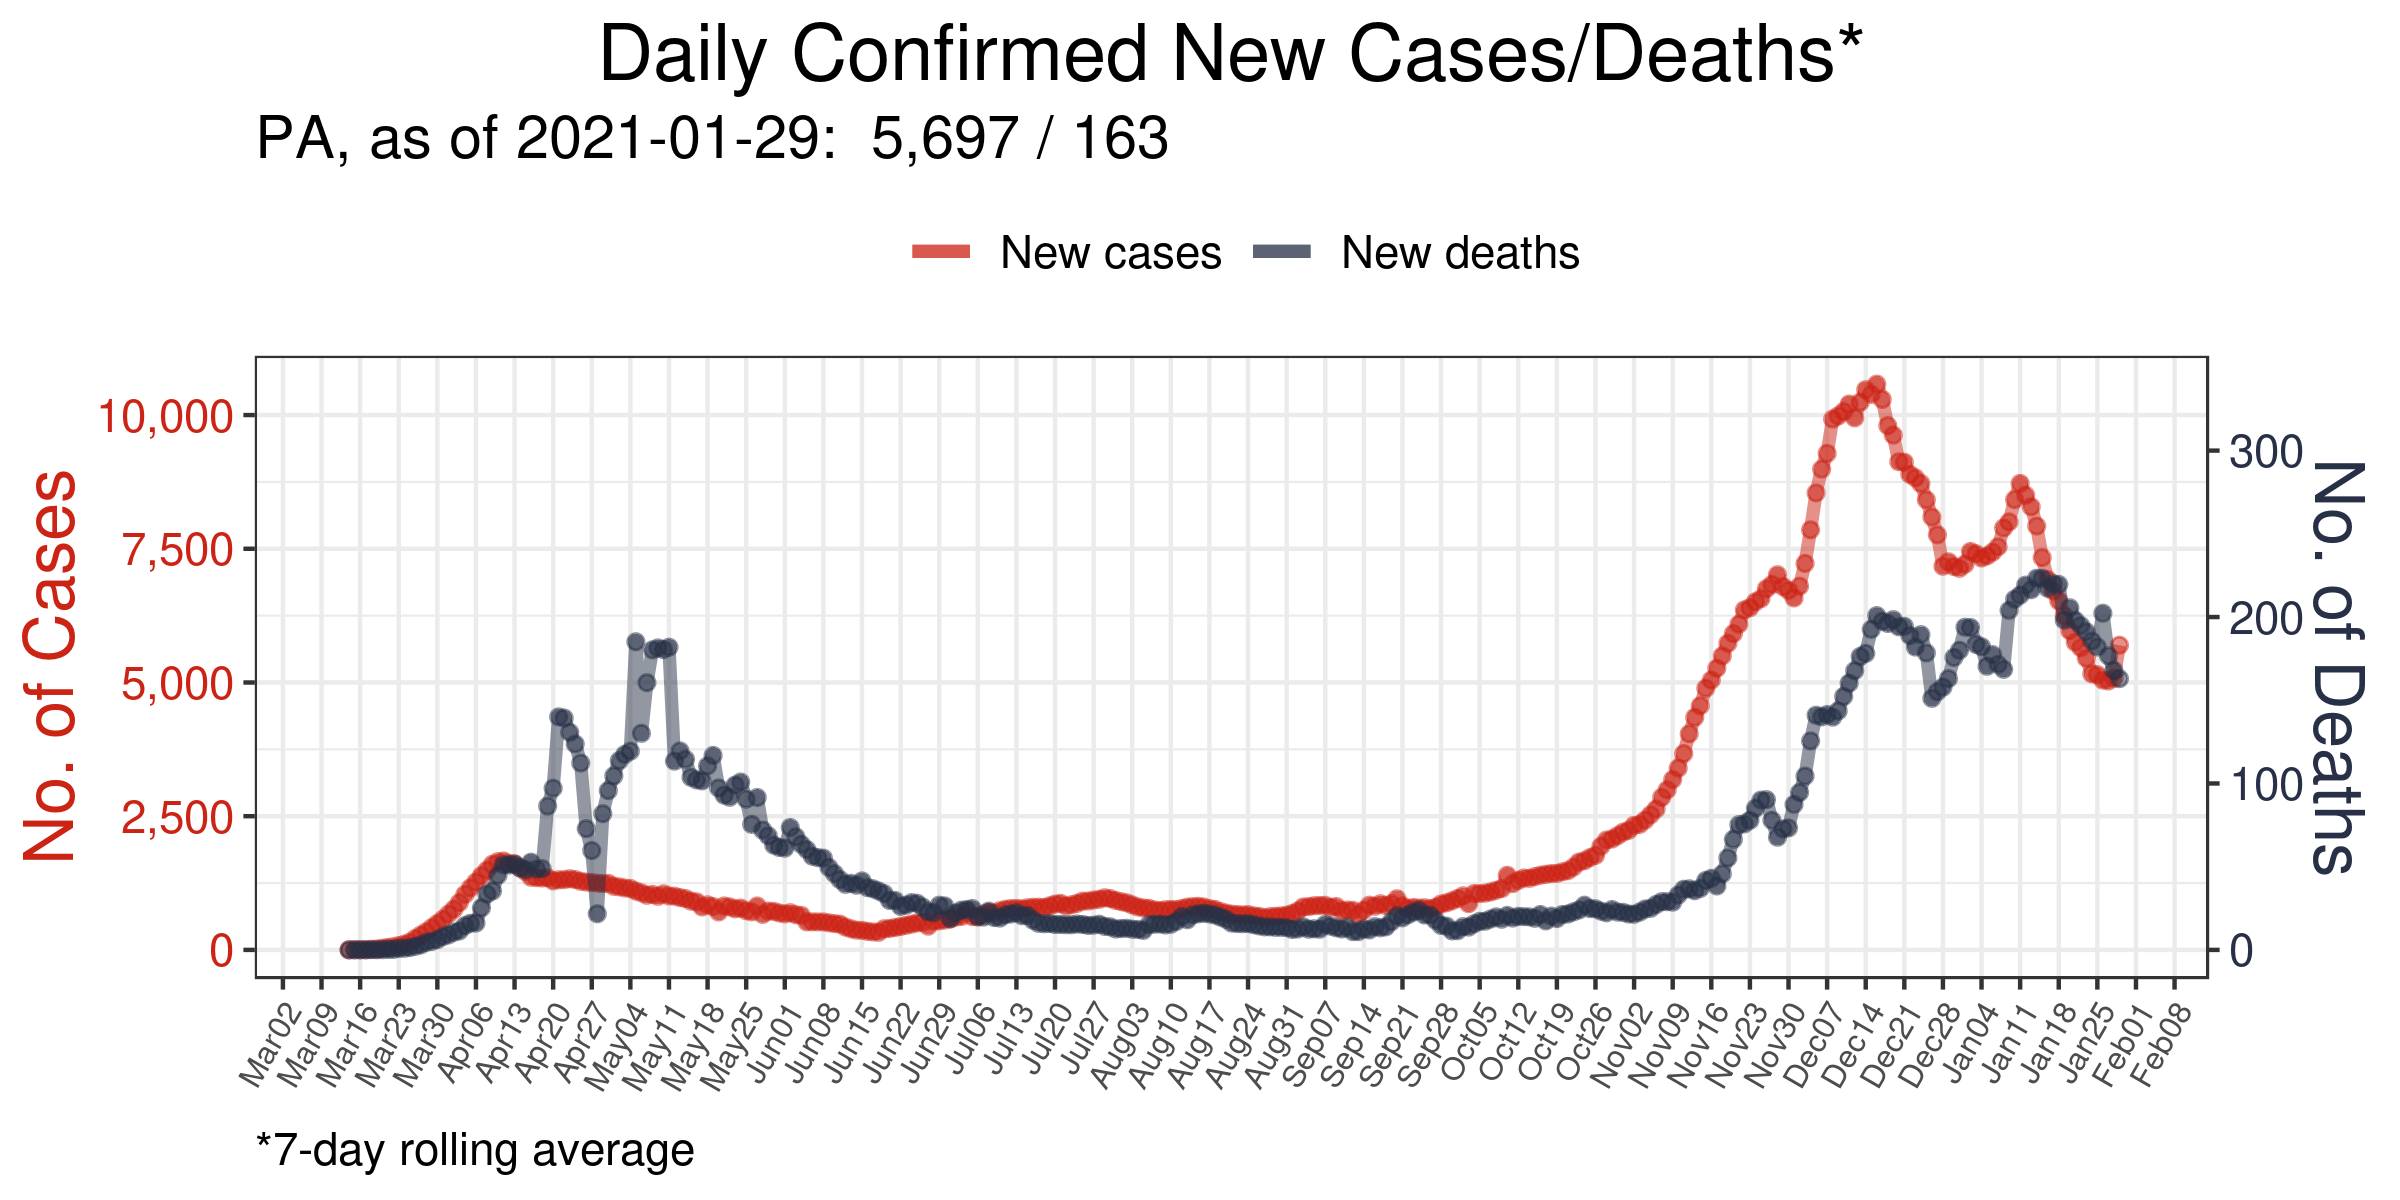 Daily Confirmed New Cases/Deaths*
PA, as of 2021-01-29:  5,697 / 163
New cases
New deaths
No. of Cases
10,000
7,500
5,000
2,500
0
300
200
100
0
No. of Deaths
Mar02
Mar09
Mar16
Mar23
Mar30
Apr06
Apr13
Apr20
Apr27
May04
May11
May18
May25
Jun01
Jun08
Jun15
Jun22
Jun29
Jul06
Jul13
Jul20
Jul27
Aug03
Aug10
Aug17
Aug24
Aug31
Sep07
Sep14
Sep21
Sep28
Oct05
Oct12
Oct19
Oct26
Nov02
Nov09
Nov16
Nov23
Nov30
Dec07
Dec14
Dec21
Dec28
Jan04
Jan11
Jan18
Jan25
Feb01
Feb08
*7-day rolling average